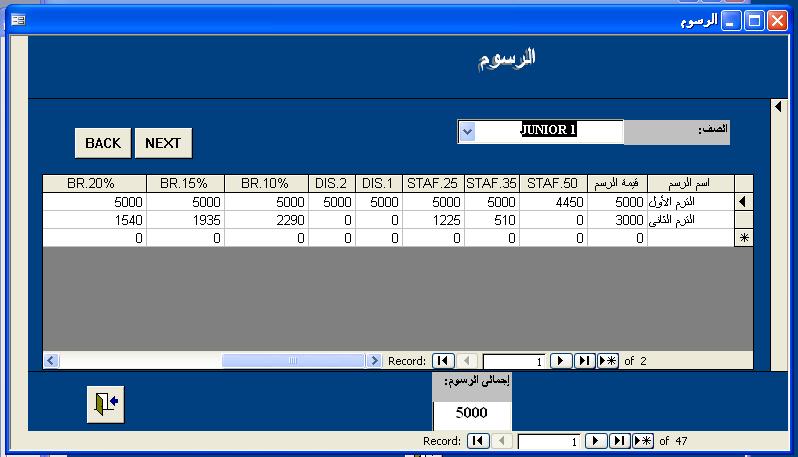 الرسوم
الرسوم
الصف: JUNIOR 1
BACK NEXT
اسم الرسم قيمة الرسم STAF.50 STAF.35 STAF.25 DIS.1 DIS.2 BR.10% BR.15% BR.20%
الترم الأول 5000 4450 5000 5000 5000 5000 5000 5000 5000
الترم الثانى 3000 0 510 1225 0 0 2290 1935 1540
0 0 0 0 0 0 0 0 0
Record: 1 of 2
إجمالى الرسوم:
5000
Record: 1 of 47